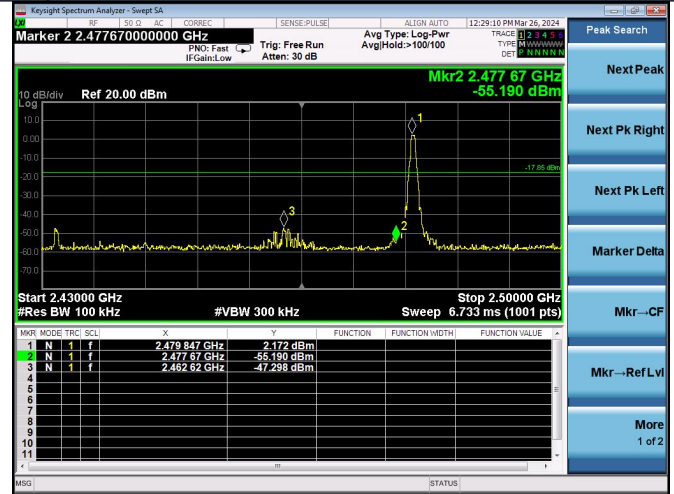 Keysight Spectrum Analyzer - Swept SA
LXI RF 50 Ω AC CORREC SENSE:PULSE ALIGN AUTO 12:29:10 PM Mar 26, 2024
Marker 2 2.477670000000 GHz
PNO: Fast
IFGain:Low
Trig: Free Run
Atten: 30 dB
Avg Type: Log-Pwr
Avg|Hold:>100/100
TRACE 1 2 3 4 5 6
TYPE M WWWWW
DET P N N N N N
Peak Search
Next Peak
Next Pk Right
Next Pk Left
Marker Delta
Mkr→CF
Mkr→RefLvl
More
1 of 2
Mkr2 2.477 67 GHz
-55.190 dBm
10 dB/div Ref 20.00 dBm
Log
10.0
0.00
-10.0
-20.0
-30.0
-40.0
-50.0
-60.0
-70.0
1
-17.85 dBm
3
2
Start 2.43000 GHz Stop 2.50000 GHz
#Res BW 100 kHz #VBW 300 kHz Sweep 6.733 ms (1001 pts)
MKR MODE TRC SCL X Y FUNCTION FUNCTION WIDTH FUNCTION VALUE
1 N 1 f 2.479 847 GHz 2.172 dBm
2 N 1 f 2.477 67 GHz -55.190 dBm
3 N 1 f 2.462 62 GHz -47.298 dBm
4
5
6
7
8
9
10
11
MSG STATUS